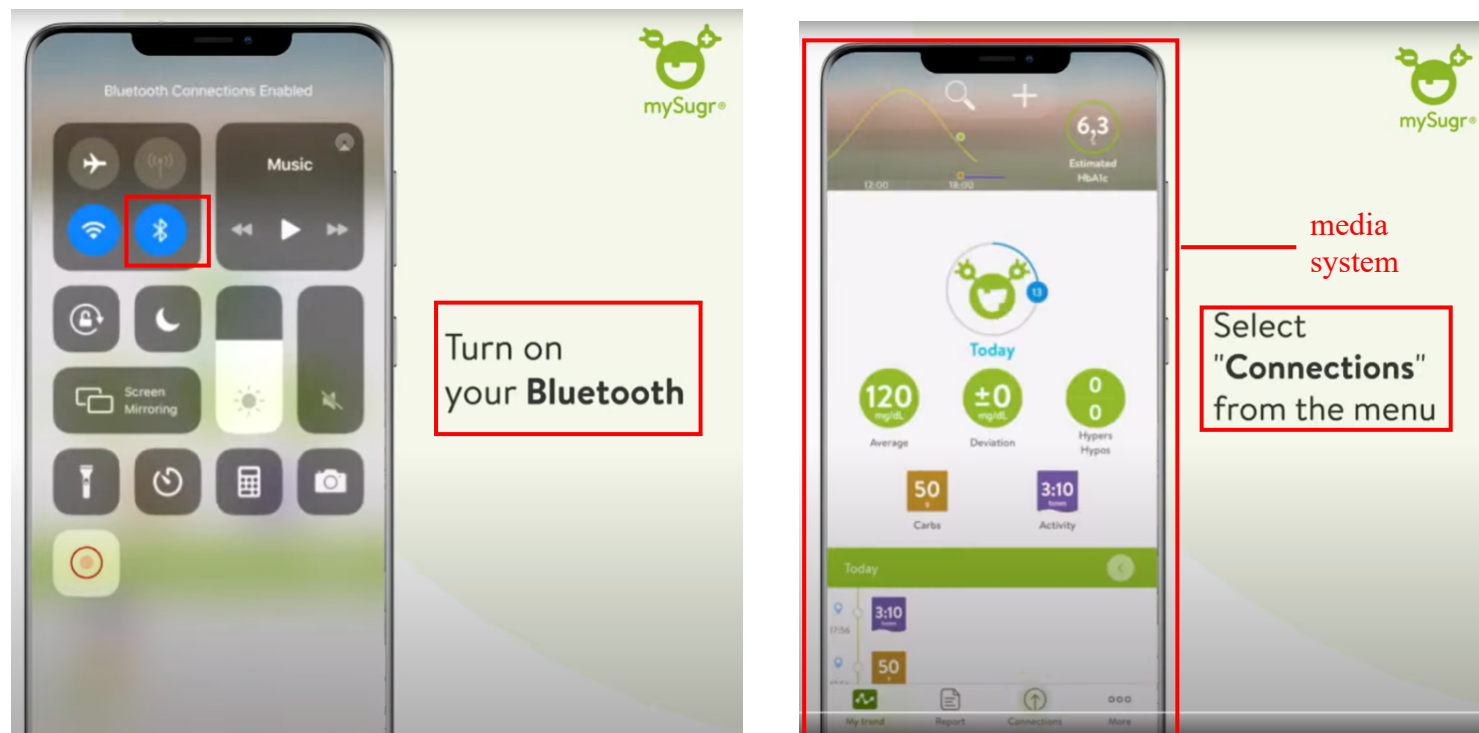 Bluetooth Connections Enabled
Music
Screen
Mirroring
mySugr®
Turn on
your Bluetooth
12:00
18:00
6,3
%
Estimated
HbA1c
13
Today
120
mg/dL
Average
±0
mg/dL
Deviation
0
0
Hypers
Hypos
50
g
Carbs
3:10
hours
Activity
Today
3:10
hours
17:56
50
My trend
Report
Connections
More
mySugr®
media
system
Select
"Connections"
from the menu